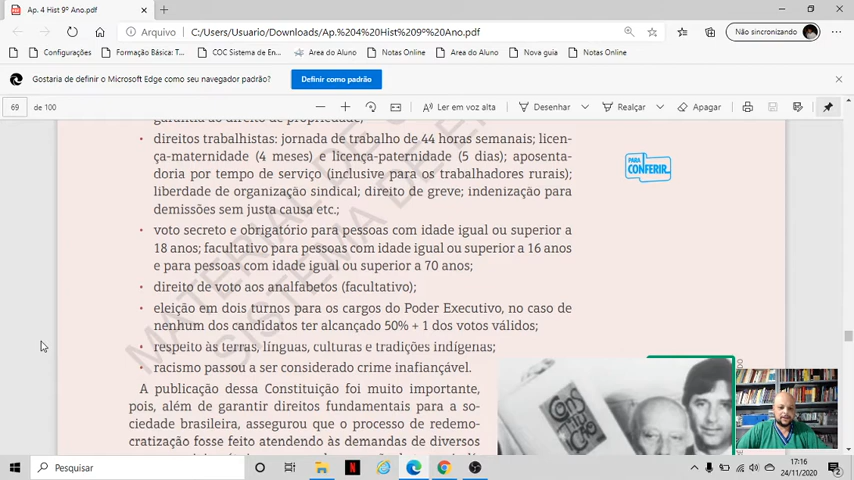 Ap. 4 Hist 9º Ano.pdf
Arquivo C:/Users/Usuario/Downloads/Ap.%204%20Hist%209º%20Ano.pdf
Não sincronizando
Configurações
Formação Básica: T...
COC Sistema de En...
Area do Aluno
Notas Online
Area do Aluno
Nova guia
Notas Online
Gostaria de definir o Microsoft Edge como seu navegador padrão?
Definir como padrão
69 de 100
Ler em voz alta
Desenhar
Realçar
Apagar
garantia ao direito de propriedade;
• direitos trabalhistas: jornada de trabalho de 44 horas semanais; licen-
ça-maternidade (4 meses) e licença-paternidade (5 dias); aposenta-
doria por tempo de serviço (inclusive para os trabalhadores rurais);
liberdade de organização sindical; direito de greve; indenização para
demissões sem justa causa etc.;
• voto secreto e obrigatório para pessoas com idade igual ou superior a
18 anos; facultativo para pessoas com idade igual ou superior a 16 anos
e para pessoas com idade igual ou superior a 70 anos;
• direito de voto aos analfabetos (facultativo);
• eleição em dois turnos para os cargos do Poder Executivo, no caso de
nenhum dos candidatos ter alcançado 50% + 1 dos votos válidos;
• respeito às terras, línguas, culturas e tradições indígenas;
• racismo passou a ser considerado crime inafiançável.
A publicação dessa Constituição foi muito importante,
pois, além de garantir direitos fundamentais para a so-
ciedade brasileira, assegurou que o processo de redemo-
cratização fosse feito atendendo às demandas de diversos
PARA
CONFERIR
MATERIAL DE
SISTEMA DE
Pesquisar
17:16
24/11/2020
2